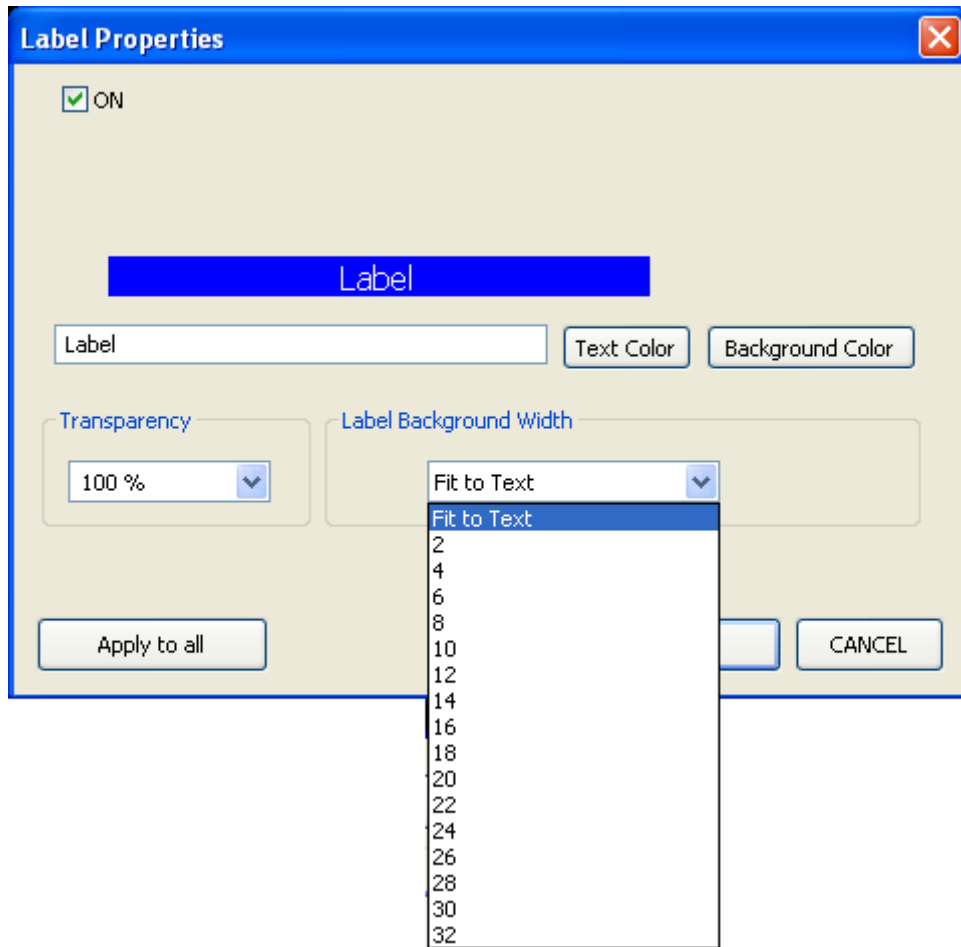 Label Properties
ON
Label
Label
Text Color
Background Color
Transparency
Label Background Width
100 %
Fit to Text
Fit to Text
2
4
6
8
10
12
14
16
18
20
22
24
26
28
30
32
Apply to all
CANCEL